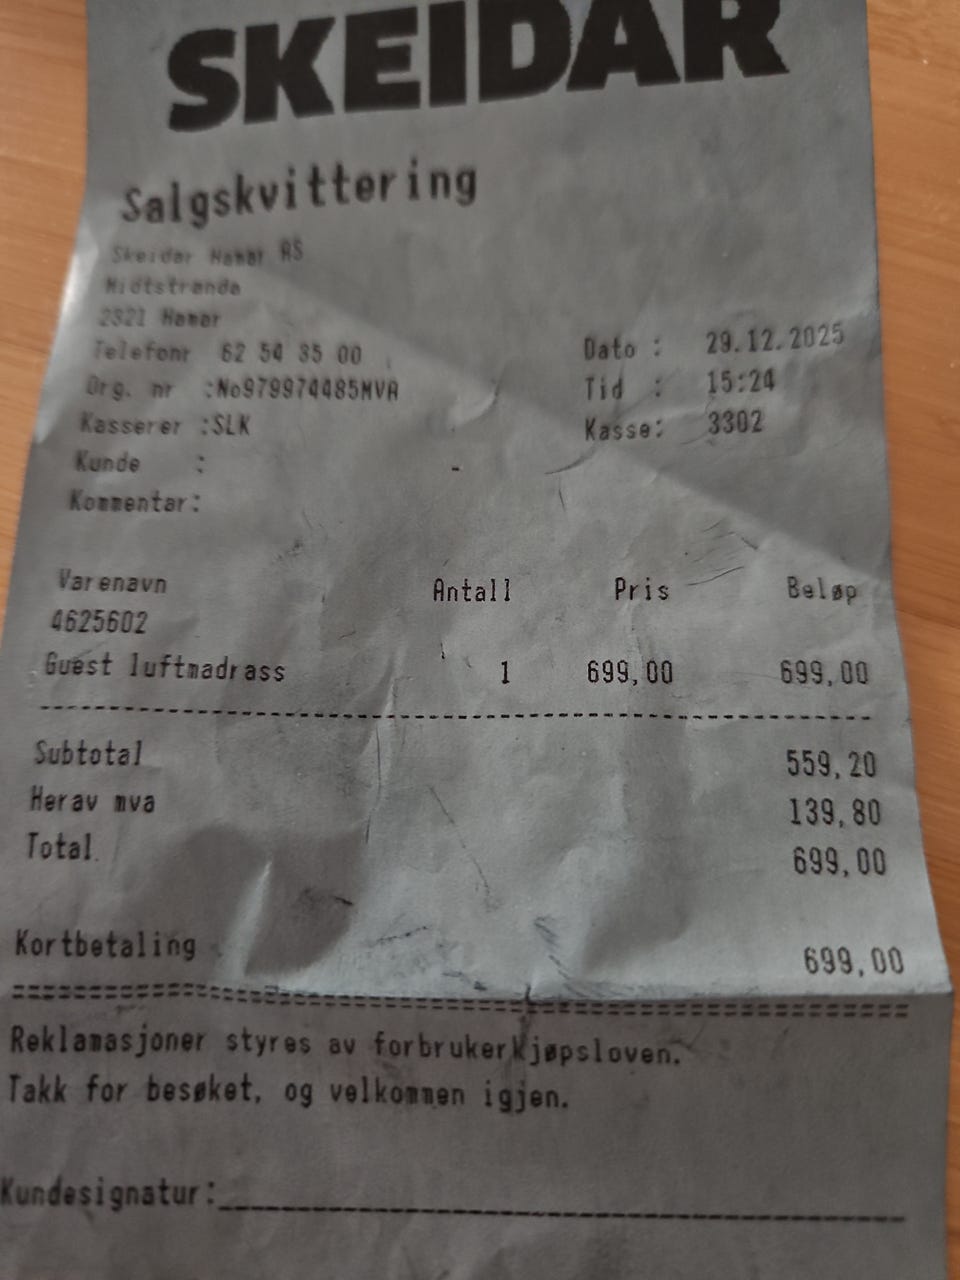 SKEIDAR
Salgskvittering
Skeidar Hamar AS
Midtstranda
2321 Hamar
Telefonr 62 54 35 00
Org. nr :No979974485MVA
Kasserer :SLK
Kunde :
Kommentar:
Dato : 29.12.2025
Tid : 15:24
Kasse: 3302
Varenavn Antall Pris Beløp
4625602
Guest luftmadrass 1 699,00 699,00
Subtotal 559,20
Herav mva 139,80
Total 699,00
Kortbetaling 699,00
Reklamasjoner styres av forbrukerkjøpsloven.
Takk for besøket, og velkommen igjen.
Kundesignatur: